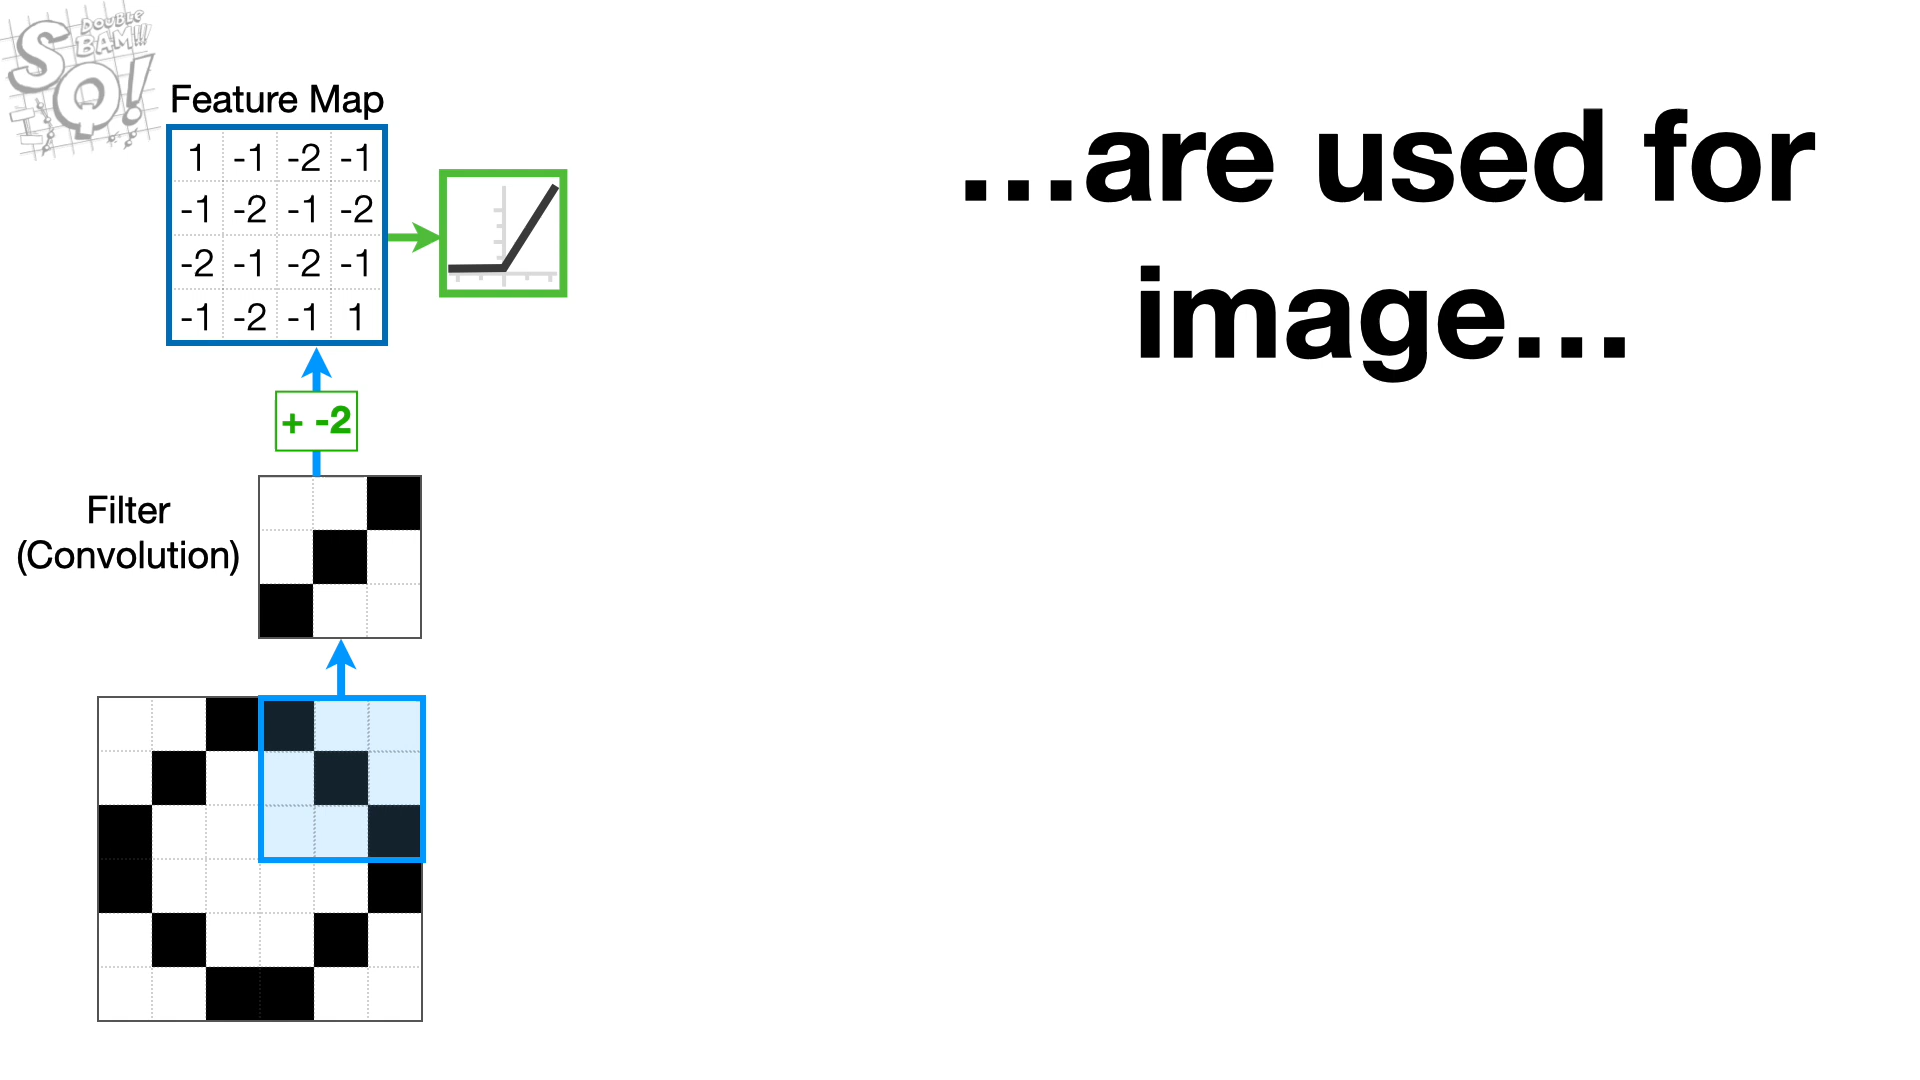 DOUBLE
BAM!!!
SQ!
Feature Map
1 -1 -2 -1
-1 -2 -1 -2
-2 -1 -2 -1
-1 -2 -1 1
+ -2
Filter
(Convolution)
…are used for
image…